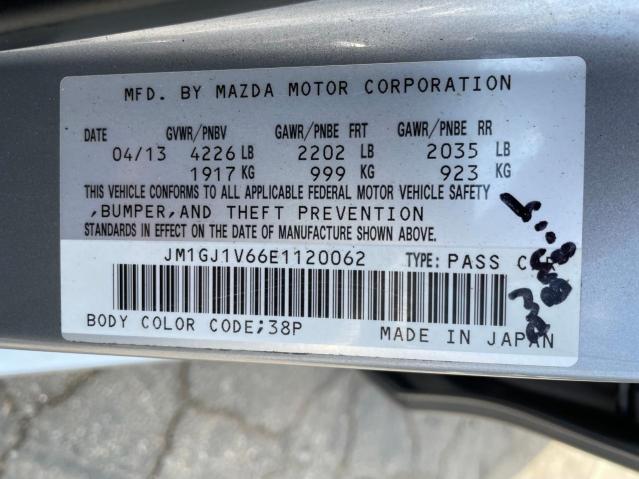 MFD. BY MAZDA MOTOR CORPORATION
DATE GVWR/PNBV GAWR/PNBE FRT GAWR/PNBE RR
04/13 4226 LB 2202 LB 2035 LB
1917 KG 999 KG 923 KG
THIS VEHICLE CONFORMS TO ALL APPLICABLE FEDERAL MOTOR VEHICLE SAFETY
,BUMPER,AND THEFT PREVENTION
STANDARDS IN EFFECT ON THE DATE OF MANUFACTURE SHOWN ABOVE.
JM1GJ1V66E1120062 TYPE: PASS CAR
BODY COLOR CODE;38P MADE IN JAPAN